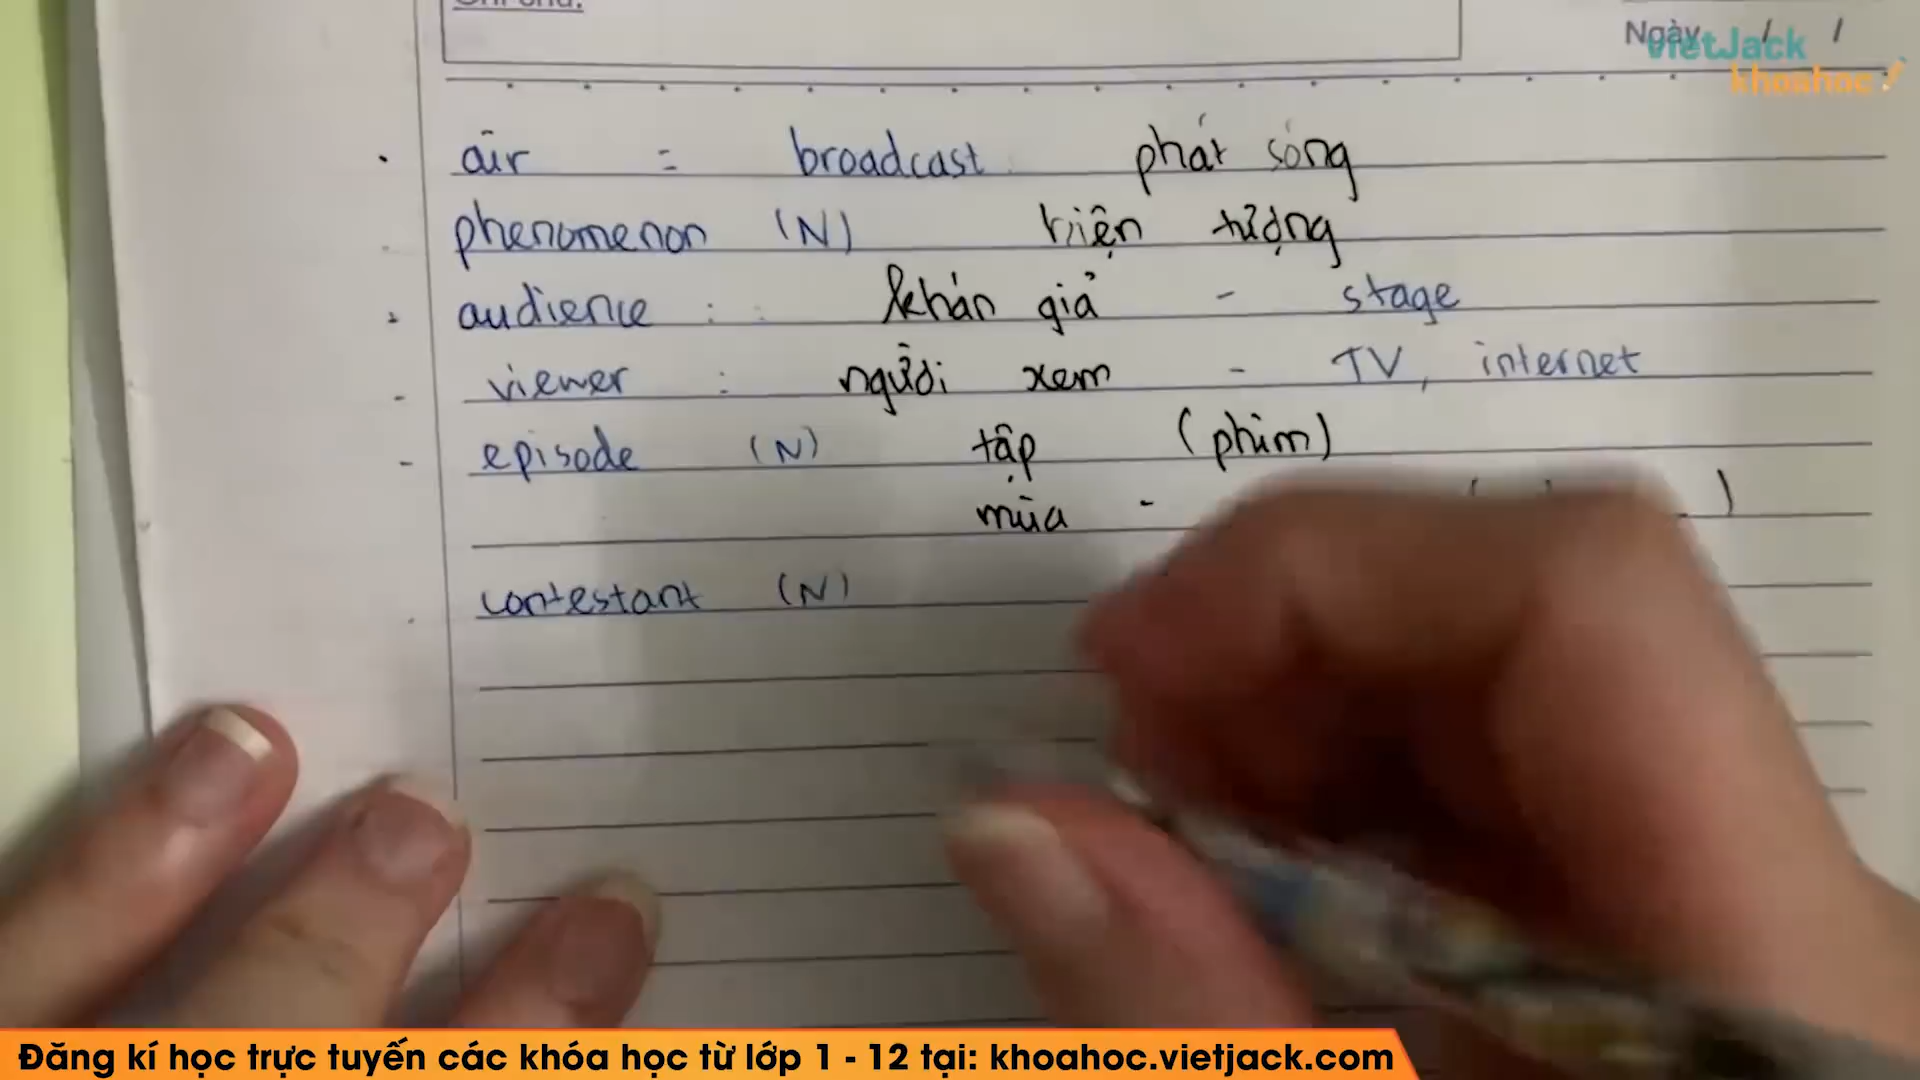 Ghi chú:
Ngày / /
vietJack
khoahoc
air = broadcast phát sóng
phenomenon (N) hiện tượng
audience : khán giả - stage
viewer : người xem - TV, internet
episode (N) tập (phim)
mùa -
contestant (N)
Đăng kí học trực tuyến các khóa học từ lớp 1 - 12 tại: khoahoc.vietjack.com